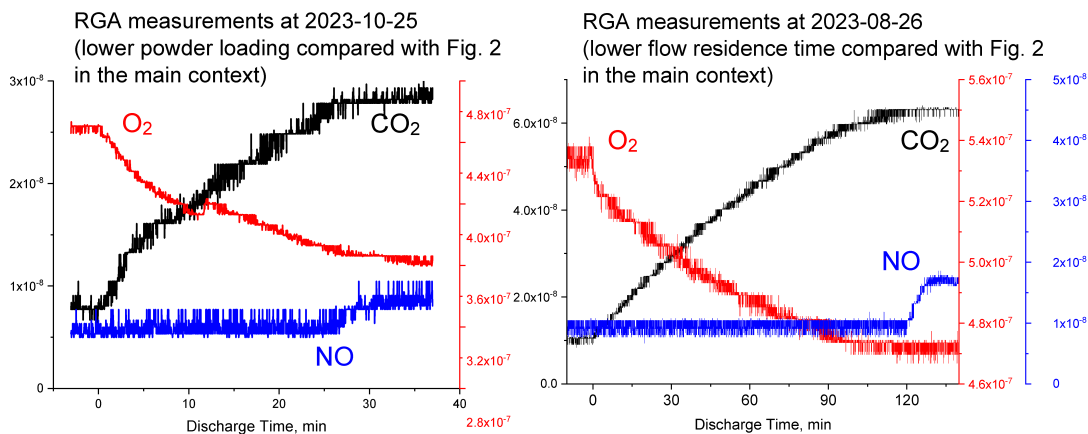 RGA measurements at 2023-10-25
(lower powder loading compared with Fig. 2
in the main context)
3x10⁻⁸
2x10⁻⁸
1x10⁻⁸
0
O₂
CO₂
NO
4.8x10⁻⁷
4.4x10⁻⁷
4.0x10⁻⁷
3.6x10⁻⁷
3.2x10⁻⁷
2.8x10⁻⁷
0 10 20 30 40
Discharge Time, min
RGA measurements at 2023-08-26
(lower flow residence time compared with Fig. 2
in the main context)
6.0x10⁻⁸
4.0x10⁻⁸
2.0x10⁻⁸
0.0
O₂
CO₂
NO
5.6x10⁻⁷
5.4x10⁻⁷
5.2x10⁻⁷
5.0x10⁻⁷
4.8x10⁻⁷
4.6x10⁻⁷
5x10⁻⁸
4x10⁻⁸
3x10⁻⁸
2x10⁻⁸
1x10⁻⁸
0
0 30 60 90 120
Discharge Time, min